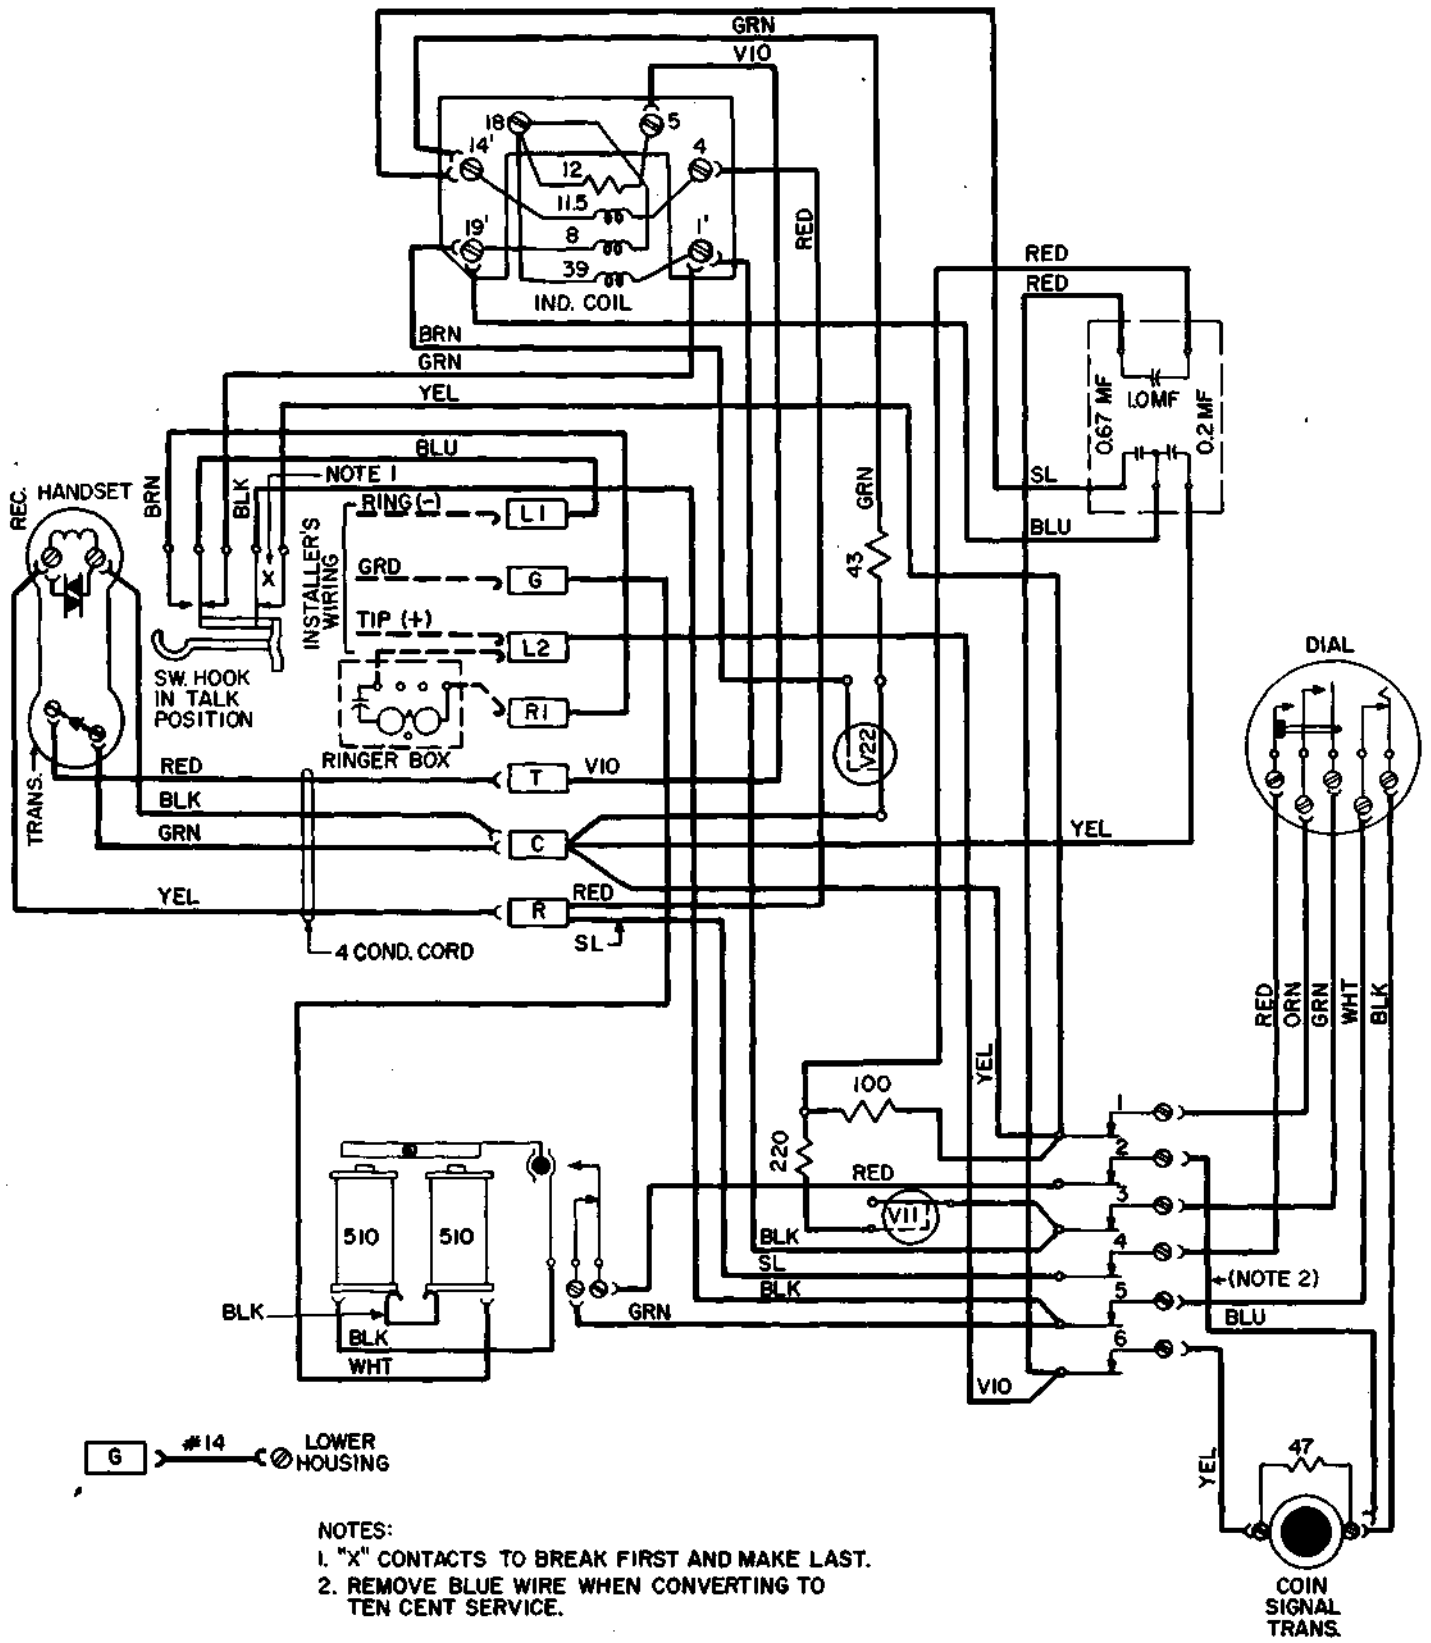 GRN
VIO
18
5
14'
4
12
11.5
RED
19'
8
1'
39
IND. COIL
RED
RED
BRN
GRN
YEL
0.67 MF
1.0MF
0.2 MF
BLU
NOTE 1
SL
REC.
HANDSET
BRN
BLK
RING (-)
L1
GRN
BLU
X
INSTALLER'S
WIRING
GRD
G
43
TIP (+)
L2
DIAL
SW. HOOK
IN TALK
POSITION
R1
V22
RINGER BOX
TRANS.
RED
T
VIO
BLK
GRN
C
YEL
YEL
R
RED
SL
4 COND. CORD
RED
ORN
GRN
WHT
BLK
YEL
100
1
220
2
RED
3
510
510
V11
BLK
4
SL
(NOTE 2)
BLK
5
BLK
GRN
BLU
BLK
6
WHT
VIO
G
#14
LOWER
HOUSING
YEL
47
NOTES:
1. "X" CONTACTS TO BREAK FIRST AND MAKE LAST.
2. REMOVE BLUE WIRE WHEN CONVERTING TO
TEN CENT SERVICE.
COIN
SIGNAL
TRANS.